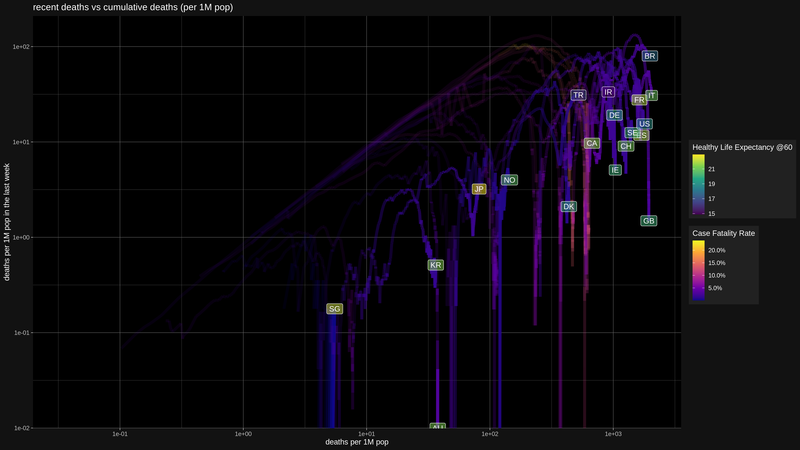 recent deaths vs cumulative deaths (per 1M pop)
1e+02
BR
TR
IR
IT
FR
DE
US
1e+01
SE
ES
CA
CH
IE
NO
JP
DK
GB
1e+00
KR
SG
1e-01
AU
1e-02
deaths per 1M pop in the last week
1e-01
1e+00
1e+01
1e+02
1e+03
deaths per 1M pop
Healthy Life Expectancy @60
21
19
17
15
Case Fatality Rate
20.0%
15.0%
10.0%
5.0%